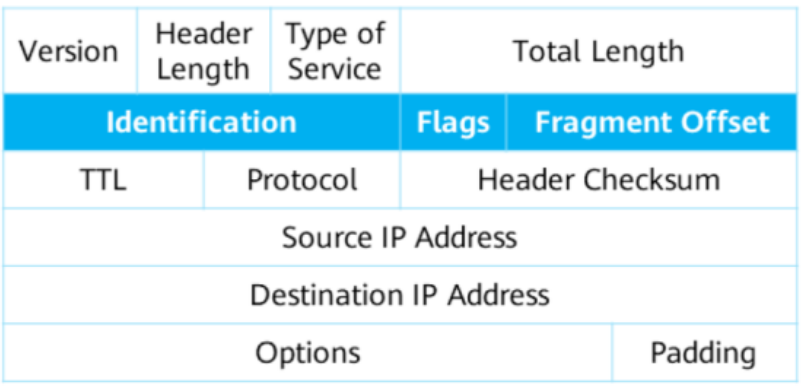 Version Header Length Type of Service Total Length
Identification Flags Fragment Offset
TTL Protocol Header Checksum
Source IP Address
Destination IP Address
Options Padding